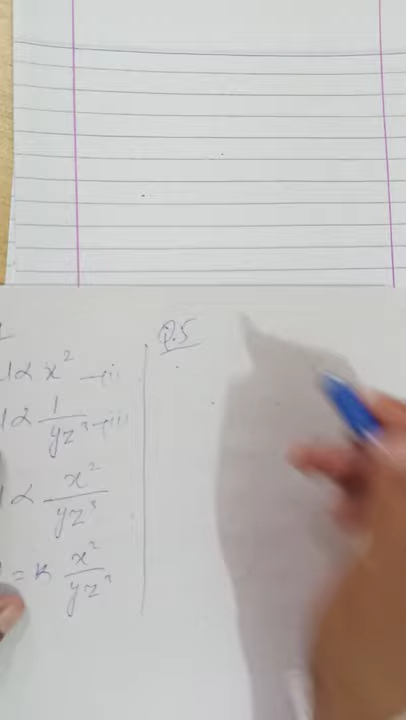 α x² — (i)
α 1/yz³ — (ii)
α x²/yz³
= K x²/yz³
Q.5